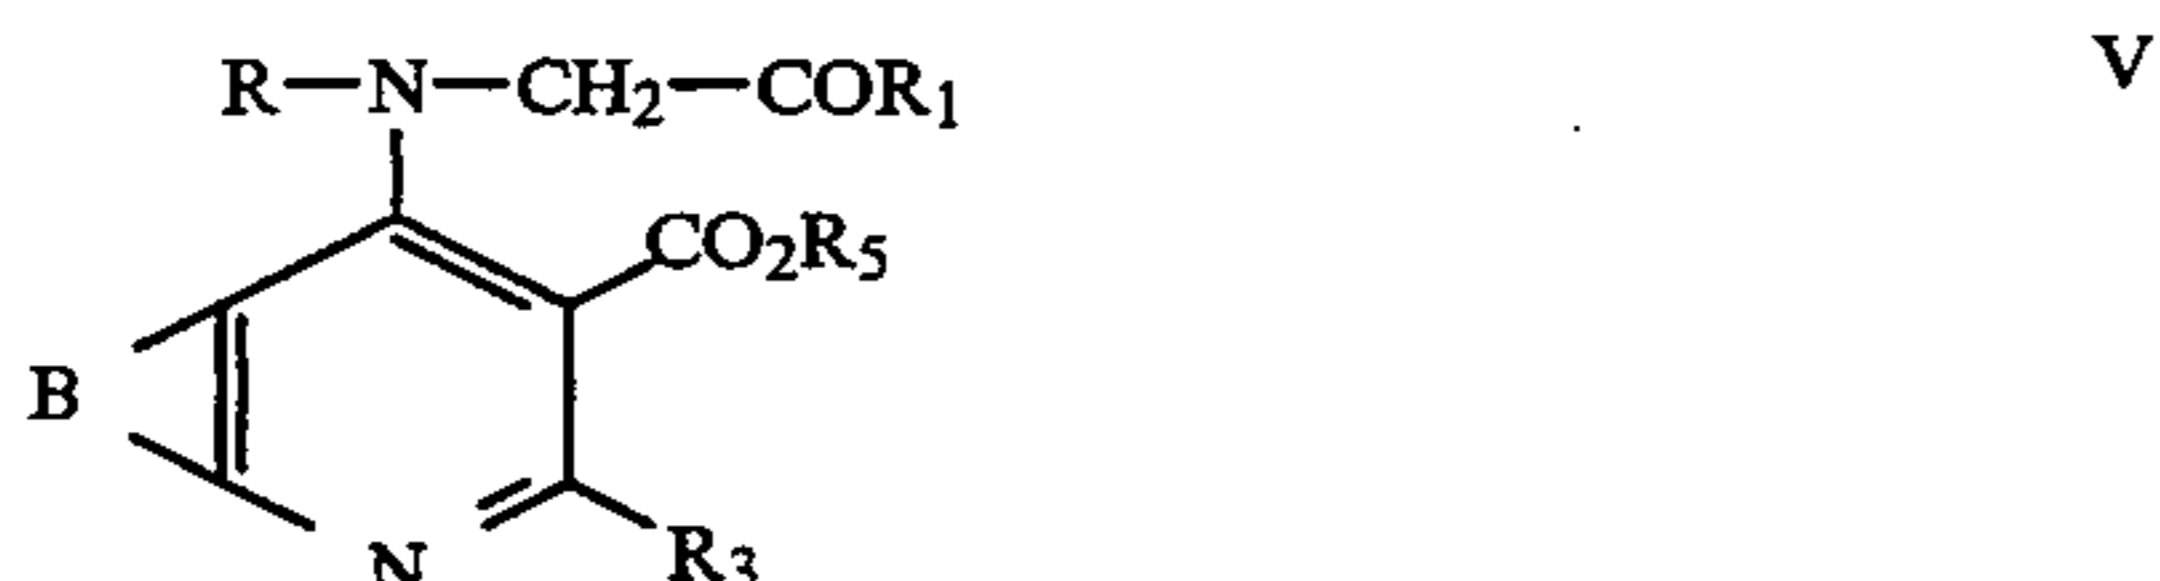 V
R—N—CH₂—COR₁
CO₂R₅
B
N
R₃